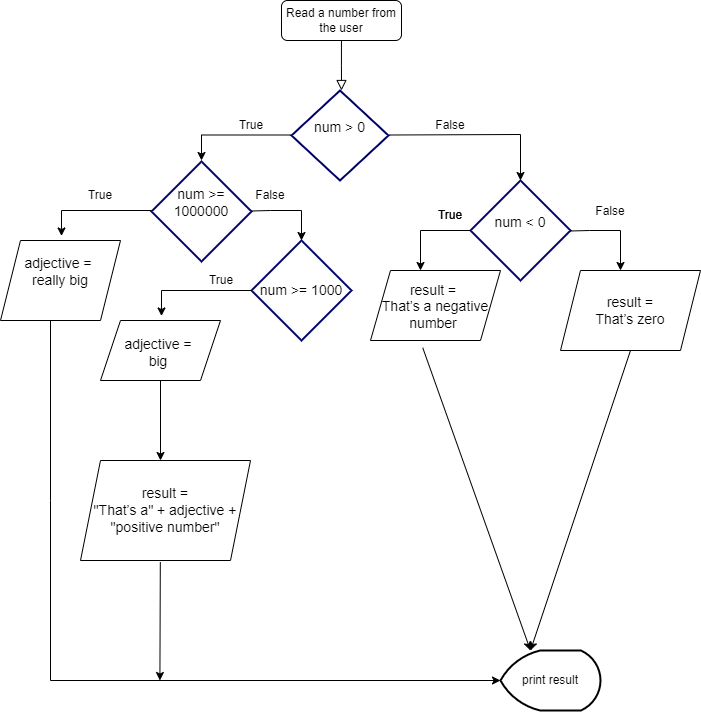 Read a number from
the user
num > 0
True
False
num >=
1000000
True
False
num < 0
True
False
adjective =
really big
num >= 1000
True
result =
That's a negative
number
result =
That's zero
adjective =
big
result =
"That's a" + adjective +
"positive number"
print result